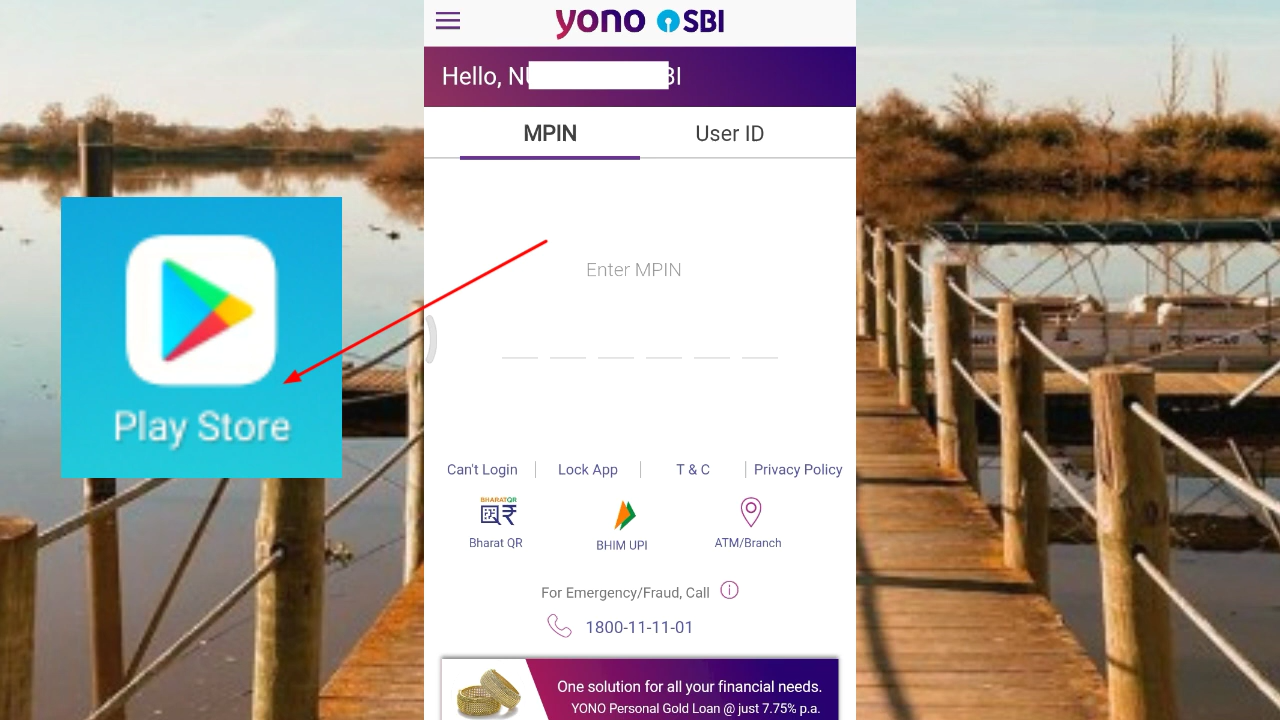 yono SBI
Hello, NU BI
MPIN User ID
Enter MPIN
Play Store
Can't Login Lock App T & C Privacy Policy
BHARATQR
Bharat QR BHIM UPI ATM/Branch
For Emergency/Fraud, Call
1800-11-11-01
One solution for all your financial needs.
YONO Personal Gold Loan @ just 7.75% p.a.